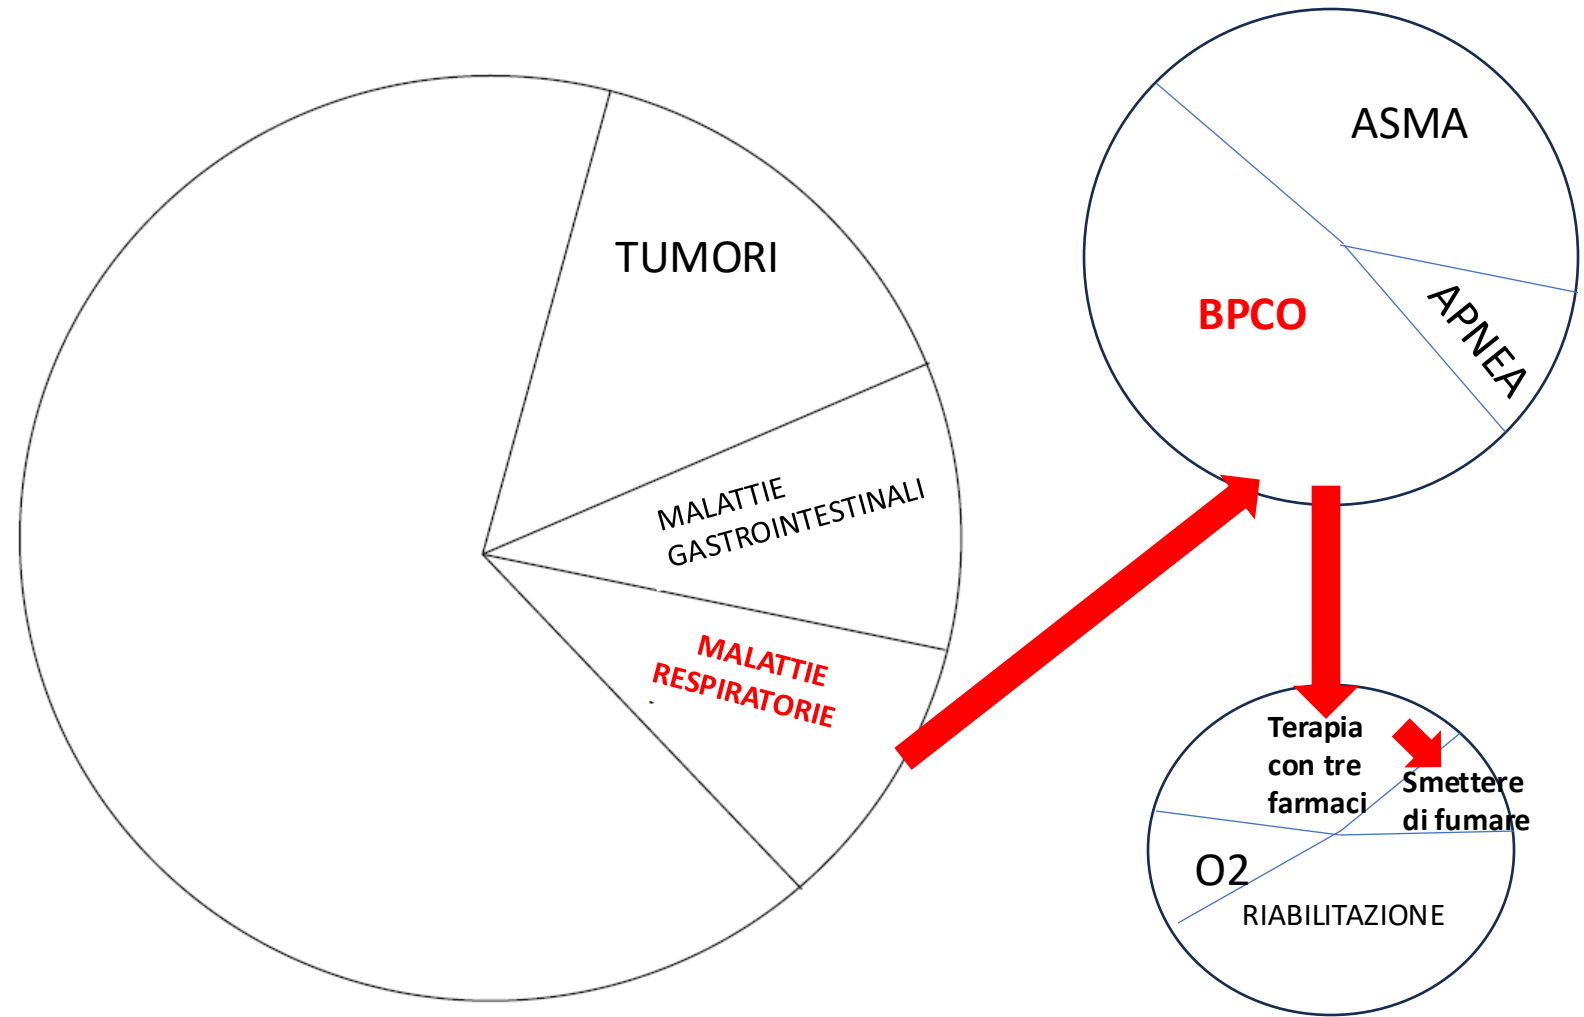 TUMORI
MALATTIE
GASTROINTESTINALI
MALATTIE
RESPIRATORIE
ASMA
BPCO
APNEA
Terapia
con tre
farmaci
Smettere
di fumare
O2
RIABILITAZIONE